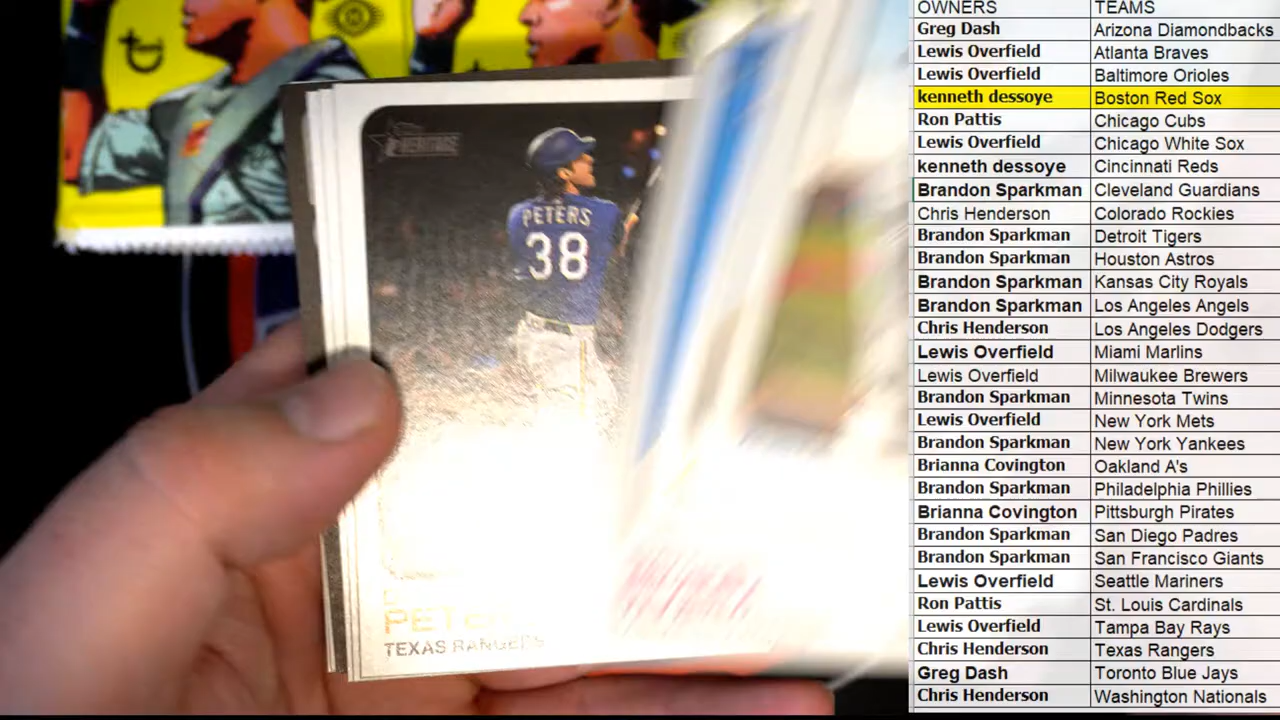 Topps
HERITAGE
PETERS
38
TEXAS RANGERS
OWNERS TEAMS
Greg Dash Arizona Diamondbacks
Lewis Overfield Atlanta Braves
Lewis Overfield Baltimore Orioles
kenneth dessoye Boston Red Sox
Ron Pattis Chicago Cubs
Lewis Overfield Chicago White Sox
kenneth dessoye Cincinnati Reds
Brandon Sparkman Cleveland Guardians
Chris Henderson Colorado Rockies
Brandon Sparkman Detroit Tigers
Brandon Sparkman Houston Astros
Brandon Sparkman Kansas City Royals
Brandon Sparkman Los Angeles Angels
Chris Henderson Los Angeles Dodgers
Lewis Overfield Miami Marlins
Lewis Overfield Milwaukee Brewers
Brandon Sparkman Minnesota Twins
Lewis Overfield New York Mets
Brandon Sparkman New York Yankees
Brianna Covington Oakland A's
Brandon Sparkman Philadelphia Phillies
Brianna Covington Pittsburgh Pirates
Brandon Sparkman San Diego Padres
Brandon Sparkman San Francisco Giants
Lewis Overfield Seattle Mariners
Ron Pattis St. Louis Cardinals
Lewis Overfield Tampa Bay Rays
Chris Henderson Texas Rangers
Greg Dash Toronto Blue Jays
Chris Henderson Washington Nationals